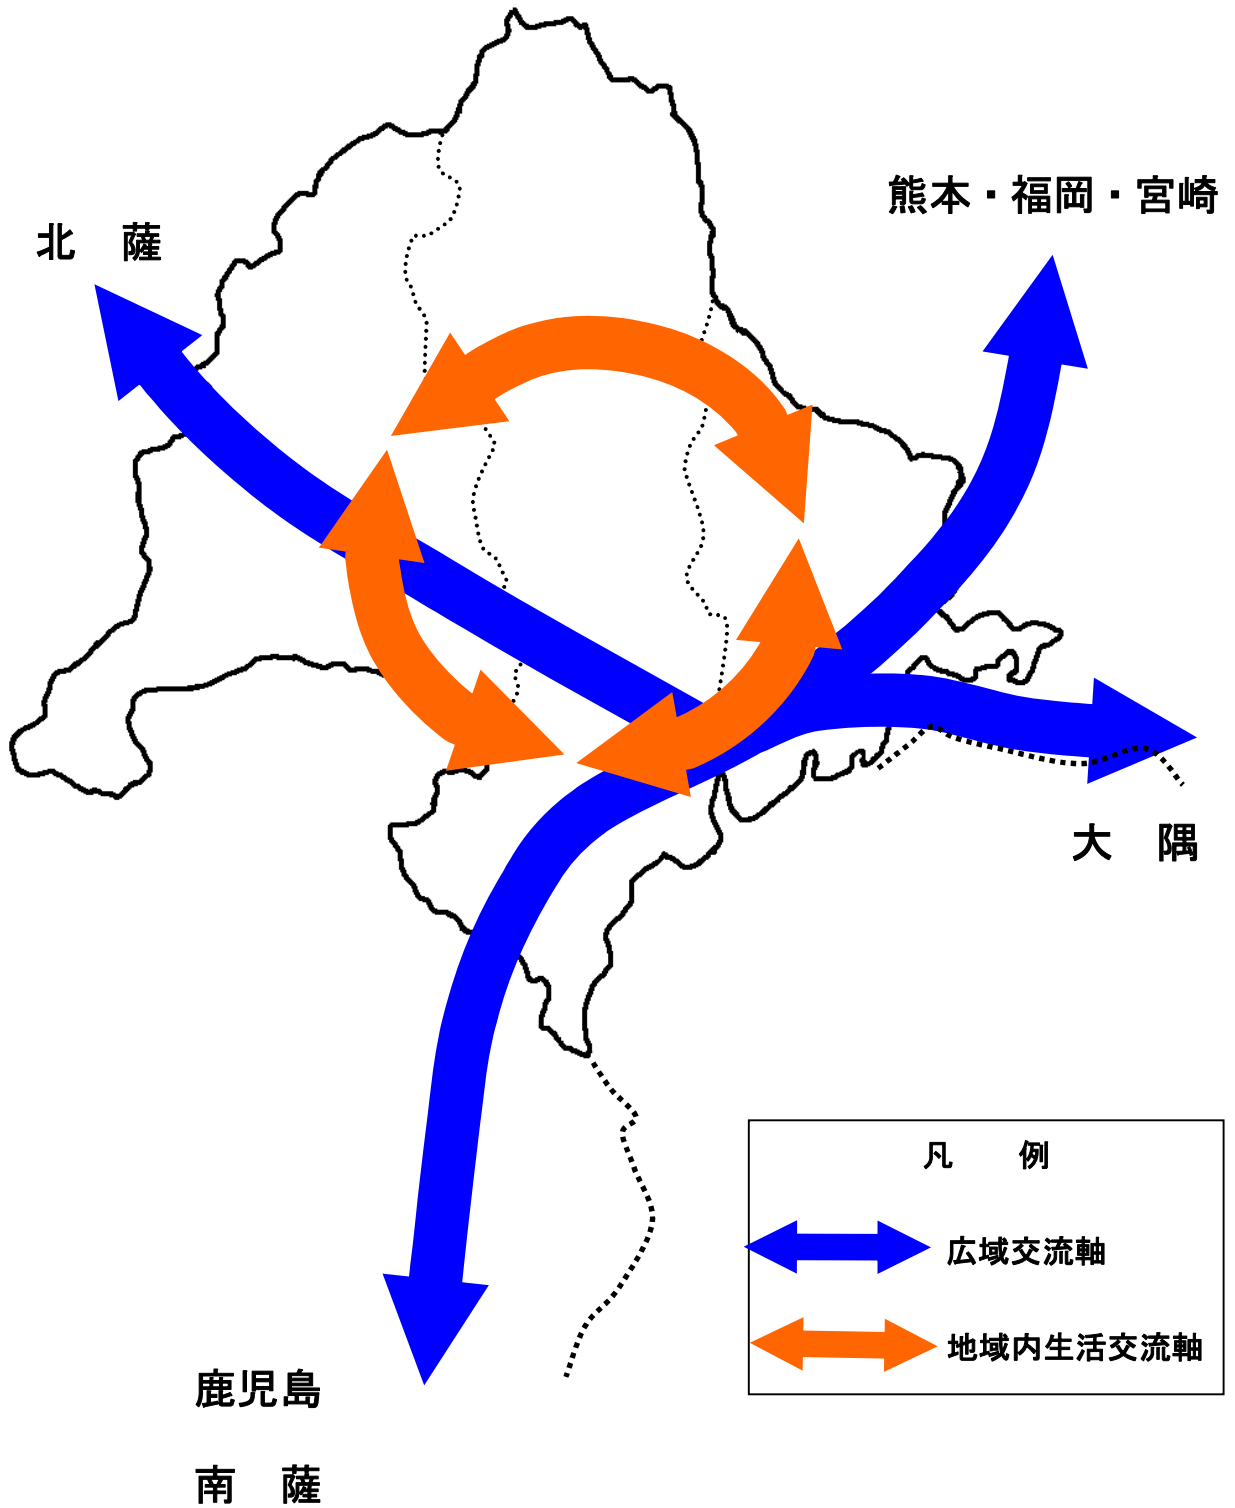 熊本・福岡・宮崎
北　薩
大　隅
凡　例
広域交流軸
地域内生活交流軸
鹿児島
南　薩